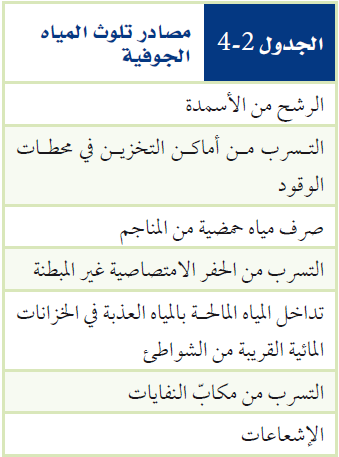 الجدول 2-4
مصادر تلوث المياه
الجوفية
الرشح من الأسمدة
التسرب من أماكن التخزين في محطات
الوقود
صرف مياه حمضية من المناجم
التسرب من الحفر الامتصاصية غير المبطنة
تداخل المياه المالحة بالمياه العذبة في الخزانات
المائية القريبة من الشواطئ
التسرب من مكابّ النفايات
الإشعاعات